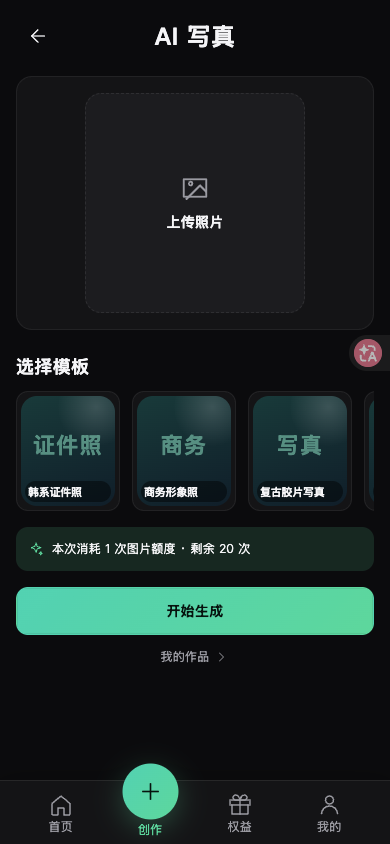 AI 写真
上传照片
选择模板
证件照
韩系证件照
商务
商务形象照
写真
复古胶片写真
本次消耗 1 次图片额度 · 剩余 20 次
开始生成
我的作品
首页
创作
权益
我的